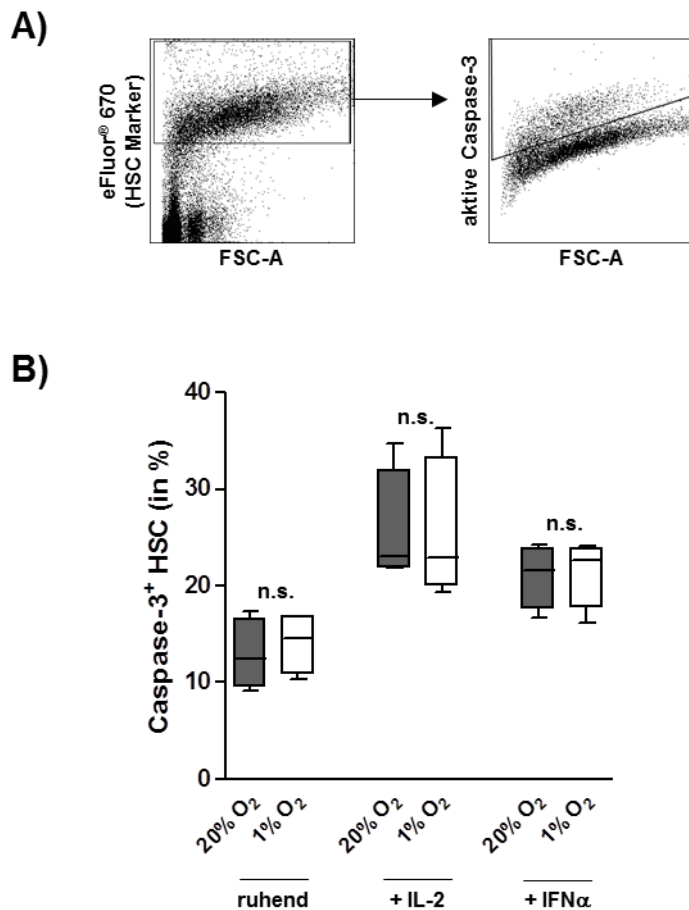 A)
eFluor® 670
(HSC Marker)
FSC-A
aktive Caspase-3
FSC-A
B)
Caspase-3⁺ HSC (in %)
40
30
20
10
0
n.s.
n.s.
n.s.
20% O₂
1% O₂
20% O₂
1% O₂
20% O₂
1% O₂
ruhend
+ IL-2
+ IFNα